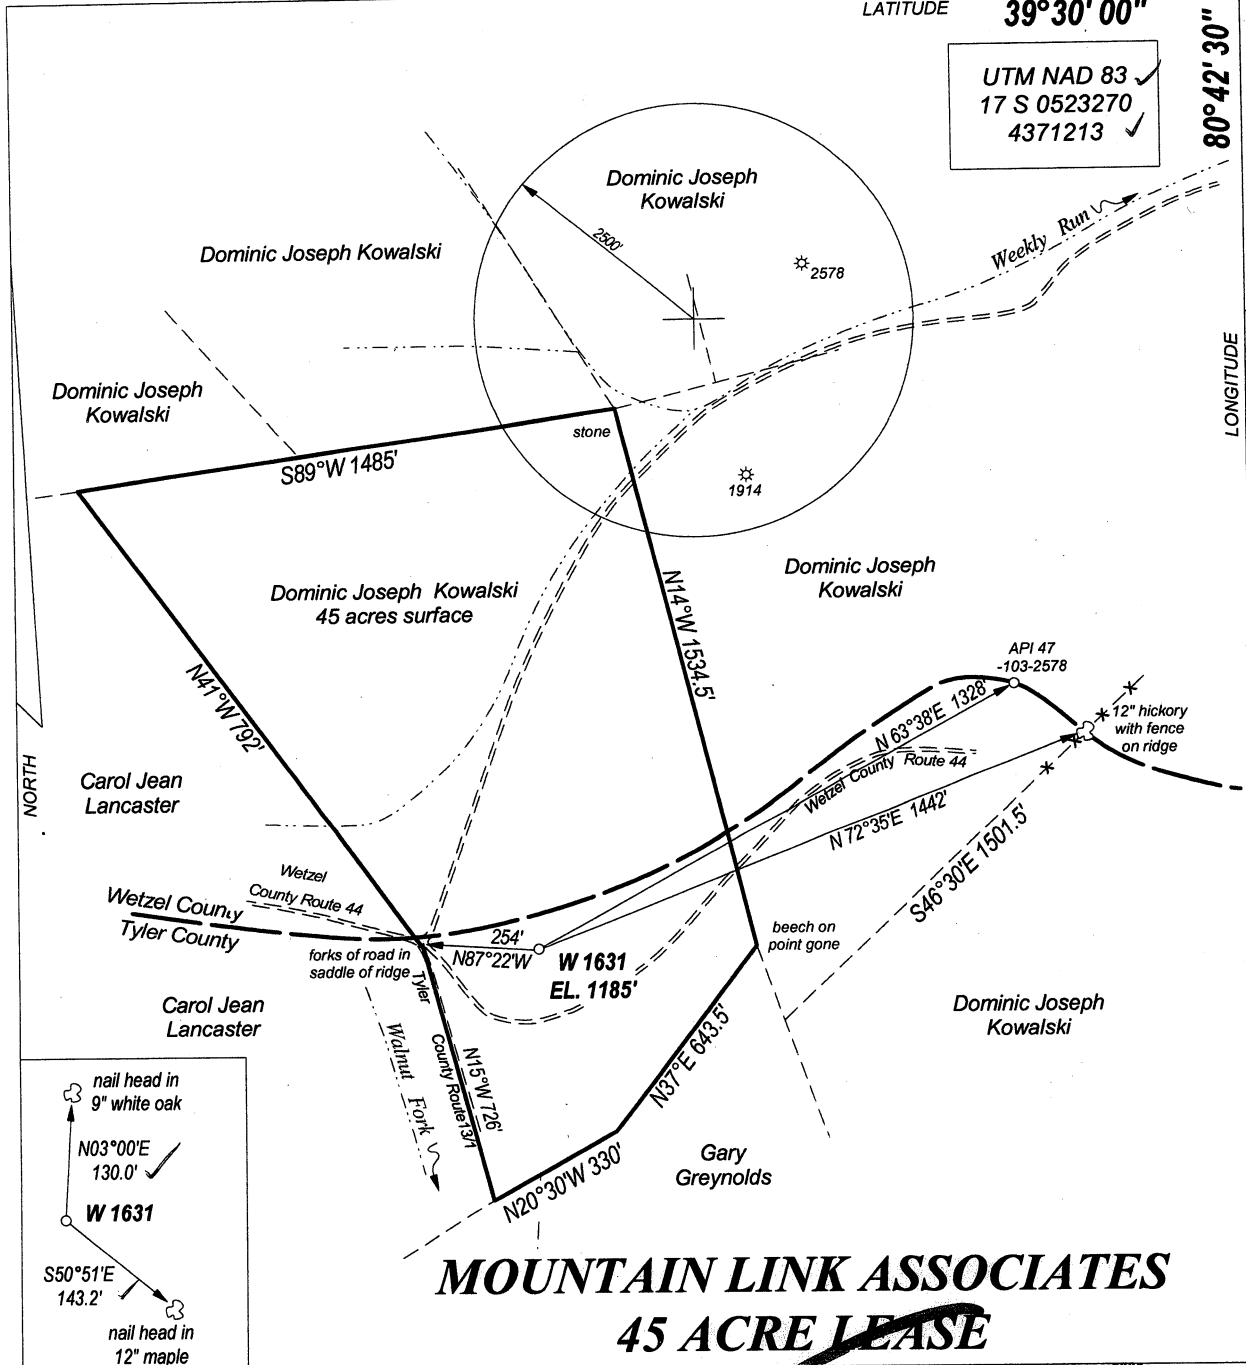 LATITUDE 39°30' 00"
80°42' 30"
LONGITUDE
UTM NAD 83
17 S 0523270
4371213
Dominic Joseph
Kowalski
2500'
2578
Weekly Run
Dominic Joseph Kowalski
Dominic Joseph
Kowalski
stone
S89°W 1485'
1914
Dominic Joseph Kowalski
45 acres surface
Dominic Joseph
Kowalski
N14°W 1534.5'
N41°W 792'
API 47
-103-2578
12" hickory
with fence
on ridge
N 63°38'E 1328'
Wetzel County Route 44
N 72°35'E 1442'
S46°30'E 1501.5'
NORTH
Carol Jean
Lancaster
Wetzel
County Route 44
Wetzel County
Tyler County
forks of road in
saddle of ridge
254'
N87°22'W
W 1631
EL. 1185'
beech on
point gone
Carol Jean
Lancaster
Tyler
County Route13/1
N15°W 726'
Walnut Fork
Dominic Joseph
Kowalski
N37°E 643.5'
N20°30'W 330'
Gary
Greynolds
nail head in
9" white oak
N03°00'E
130.0'
W 1631
S50°51'E
143.2'
nail head in
12" maple
MOUNTAIN LINK ASSOCIATES
45 ACRE LEASE